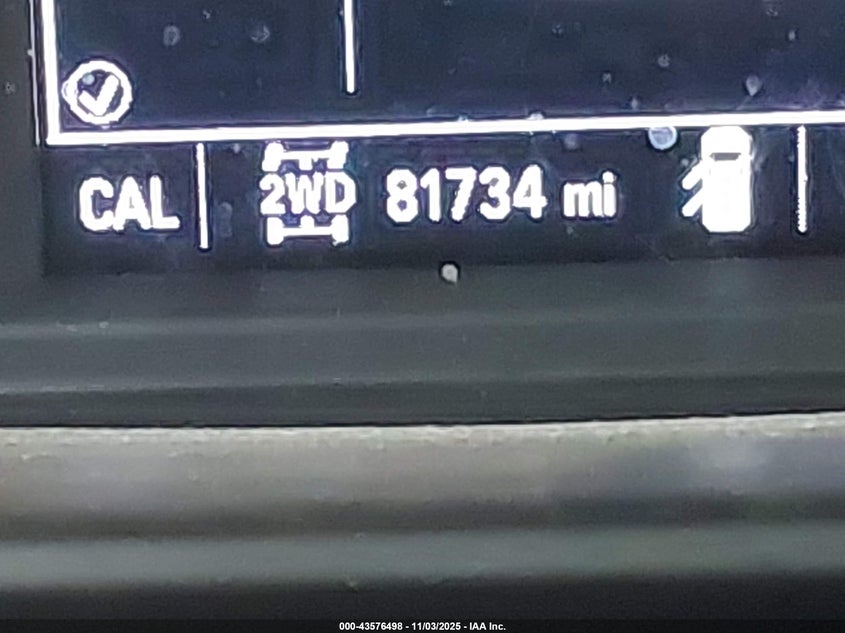 CAL 2WD 81734 mi
000-43576498 - 11/03/2025 - IAA Inc.